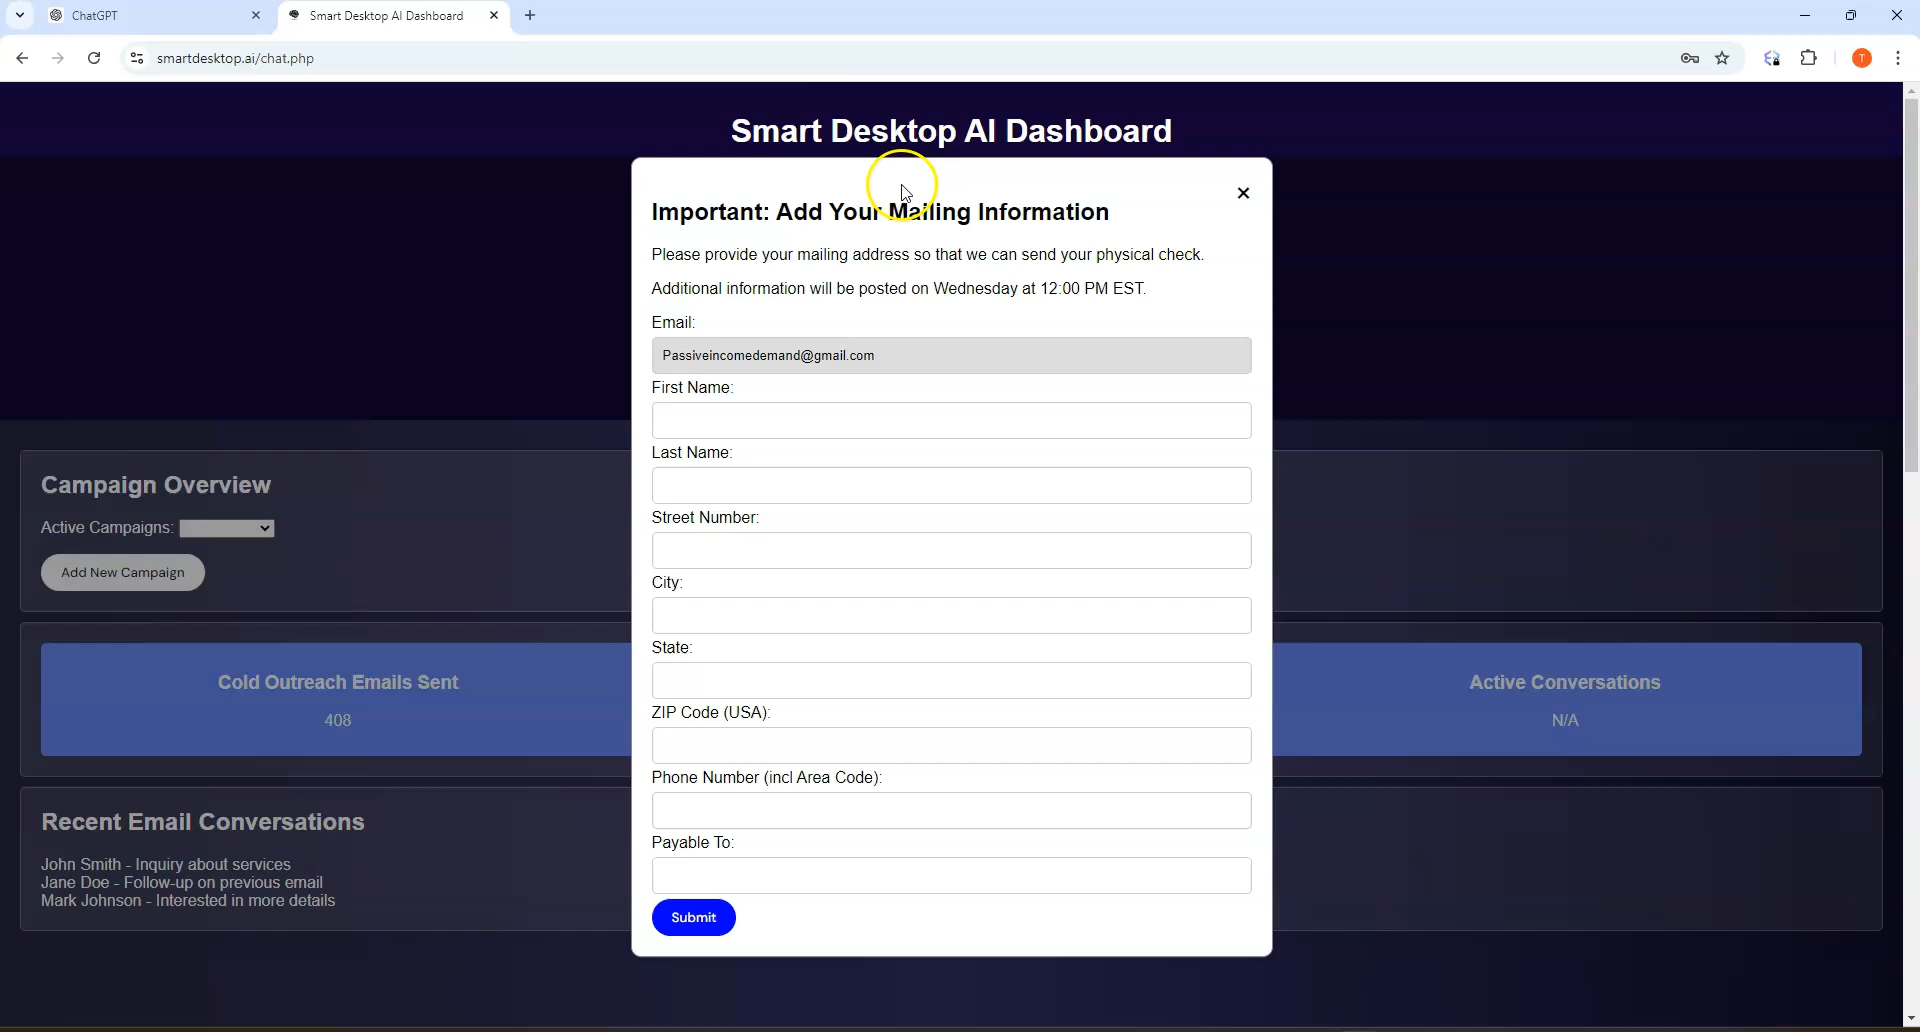 ChatGPT
Smart Desktop AI Dashboard
smartdesktop.ai/chat.php
T
Smart Desktop AI Dashboard
Important: Add Your Mailing Information
Please provide your mailing address so that we can send your physical check.
Additional information will be posted on Wednesday at 12:00 PM EST.
Email:
Passiveincomedemand@gmail.com
First Name:
Last Name:
Street Number:
City:
State:
ZIP Code (USA):
Phone Number (incl Area Code):
Payable To:
Submit
Campaign Overview
Active Campaigns:
Add New Campaign
Cold Outreach Emails Sent
408
Active Conversations
N/A
Recent Email Conversations
John Smith - Inquiry about services
Jane Doe - Follow-up on previous email
Mark Johnson - Interested in more details